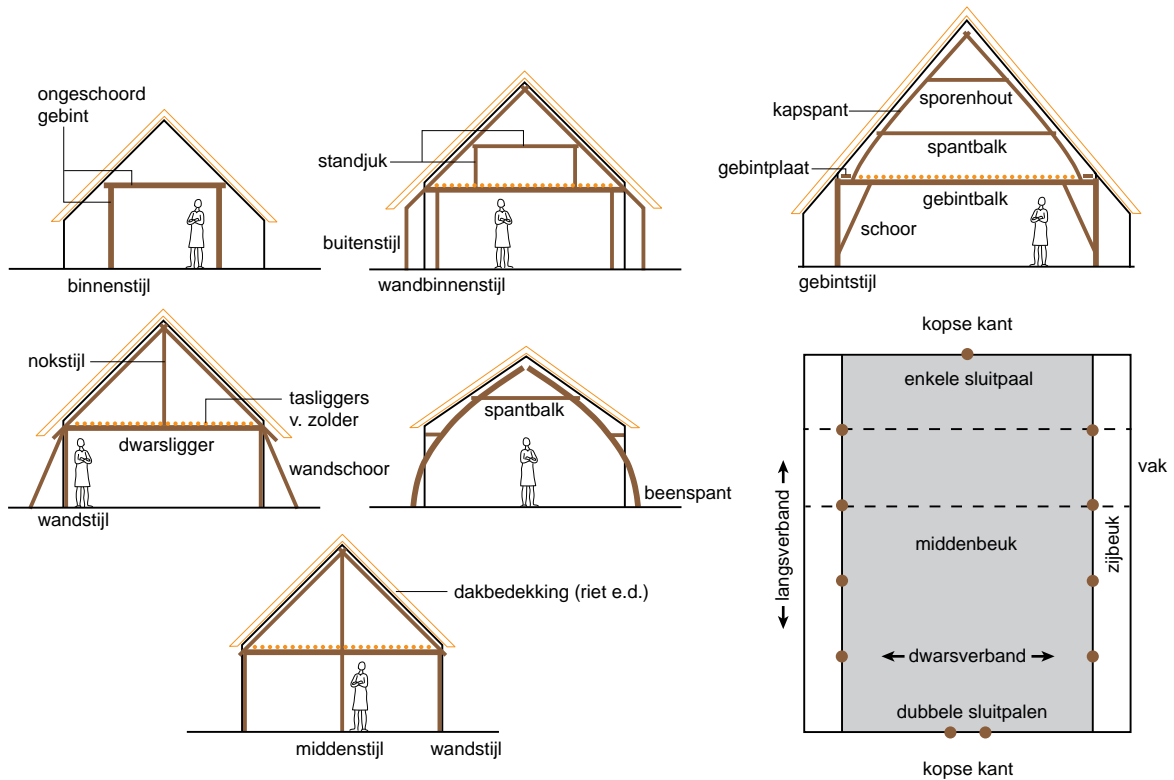 ongeschoord
gebint
binnenstijl
standjuk
buitenstijl
wandbinnenstijl
kapspant
sporenhout
spantbalk
gebintplaat
gebintbalk
schoor
gebintstijl
nokstijl
tasliggers
v. zolder
dwarsligger
wandschoor
wandstijl
spantbalk
beenspant
dakbedekking (riet e.d.)
middenstijl
wandstijl
kopse kant
enkele sluitpaal
vak
langsverband
middenbeuk
zijbeuk
dwarsverband
dubbele sluitpalen
kopse kant